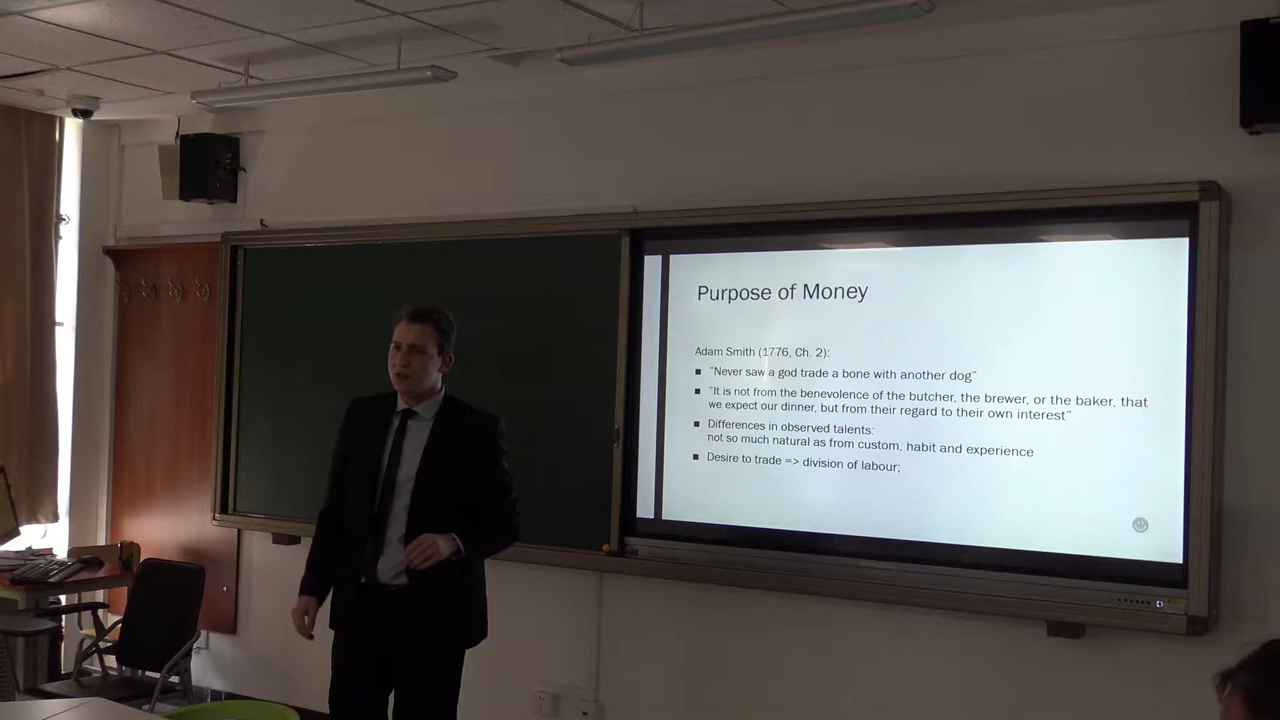 Purpose of Money
Adam Smith (1776, Ch. 2):
▪ “Never saw a god trade a bone with another dog”
▪ “It is not from the benevolence of the butcher, the brewer, or the baker, that
we expect our dinner, but from their regard to their own interest”
▪ Differences in observed talents:
not so much natural as from custom, habit and experience
▪ Desire to trade => division of labour;